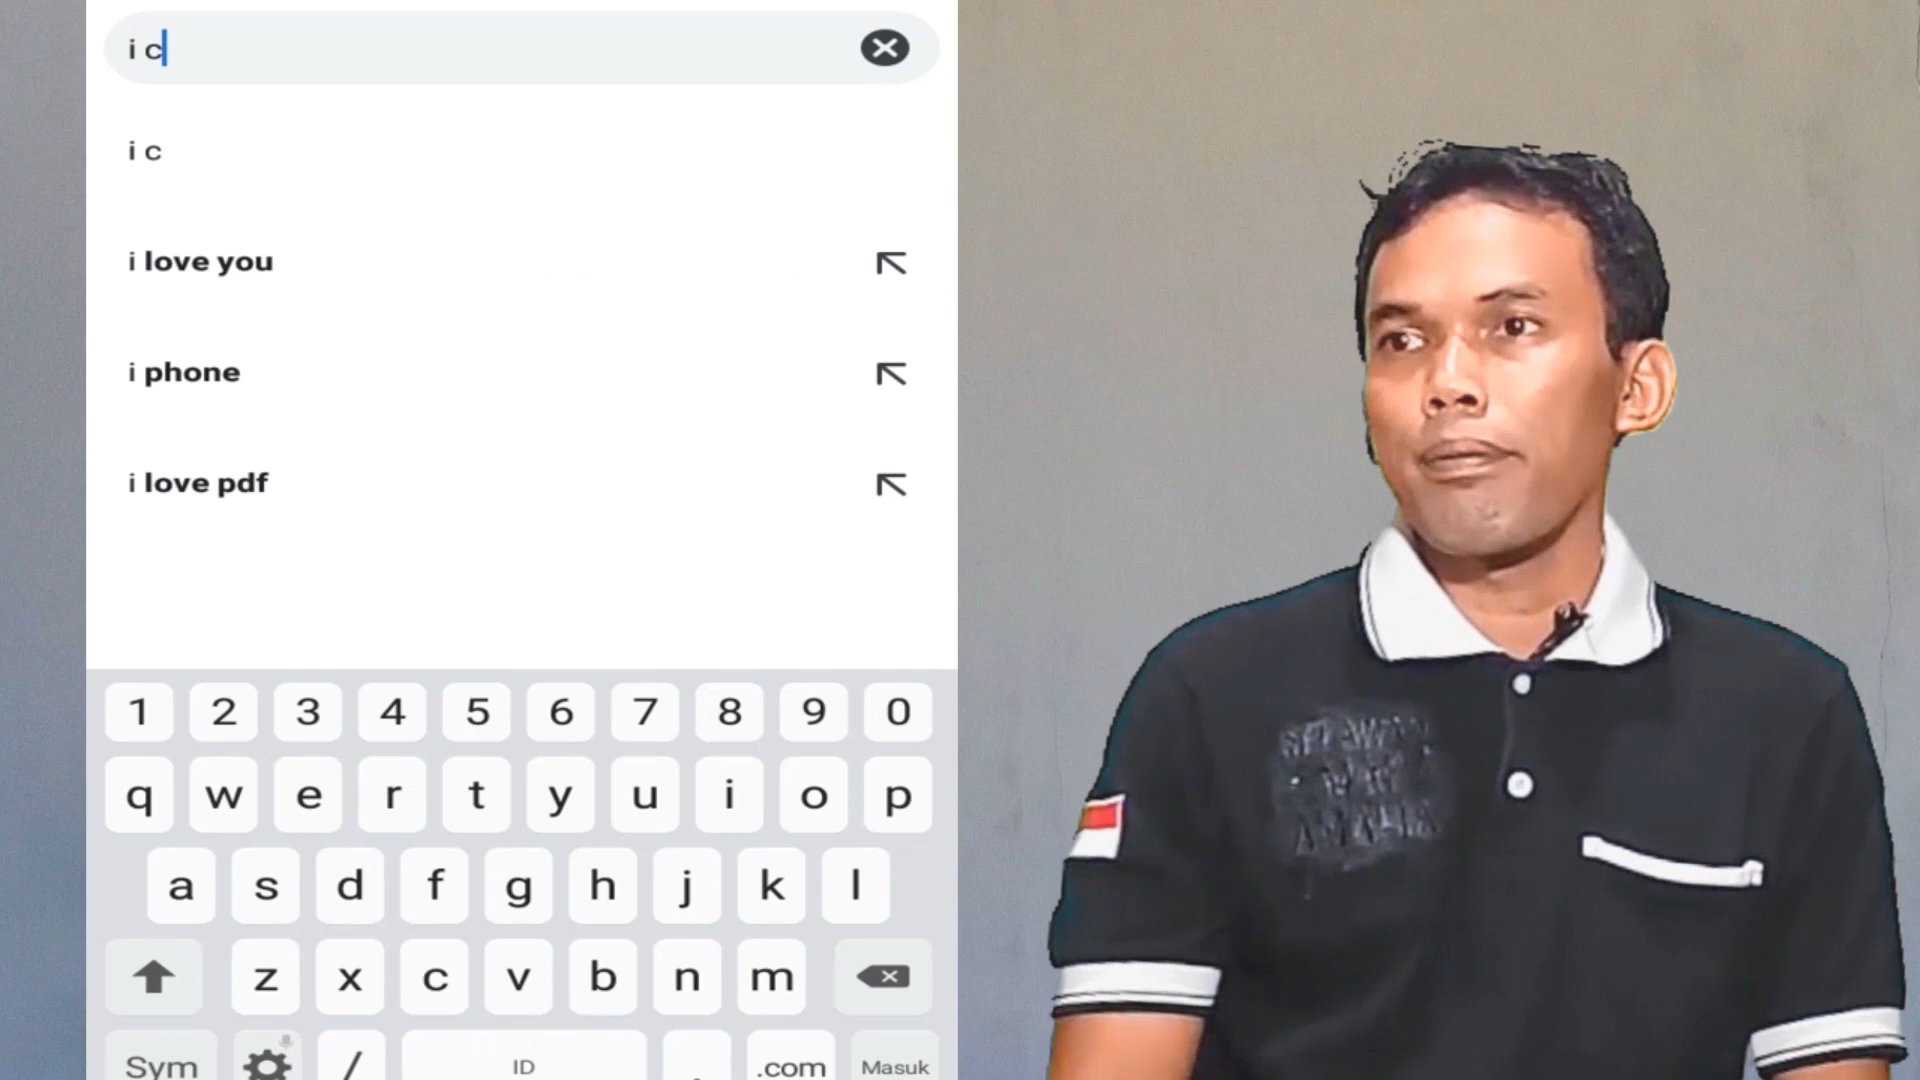 i c
i c
i love you
i phone
i love pdf
1 2 3 4 5 6 7 8 9 0
q w e r t y u i o p
a s d f g h j k l
z x c v b n m
Sym / ID . .com Masuk